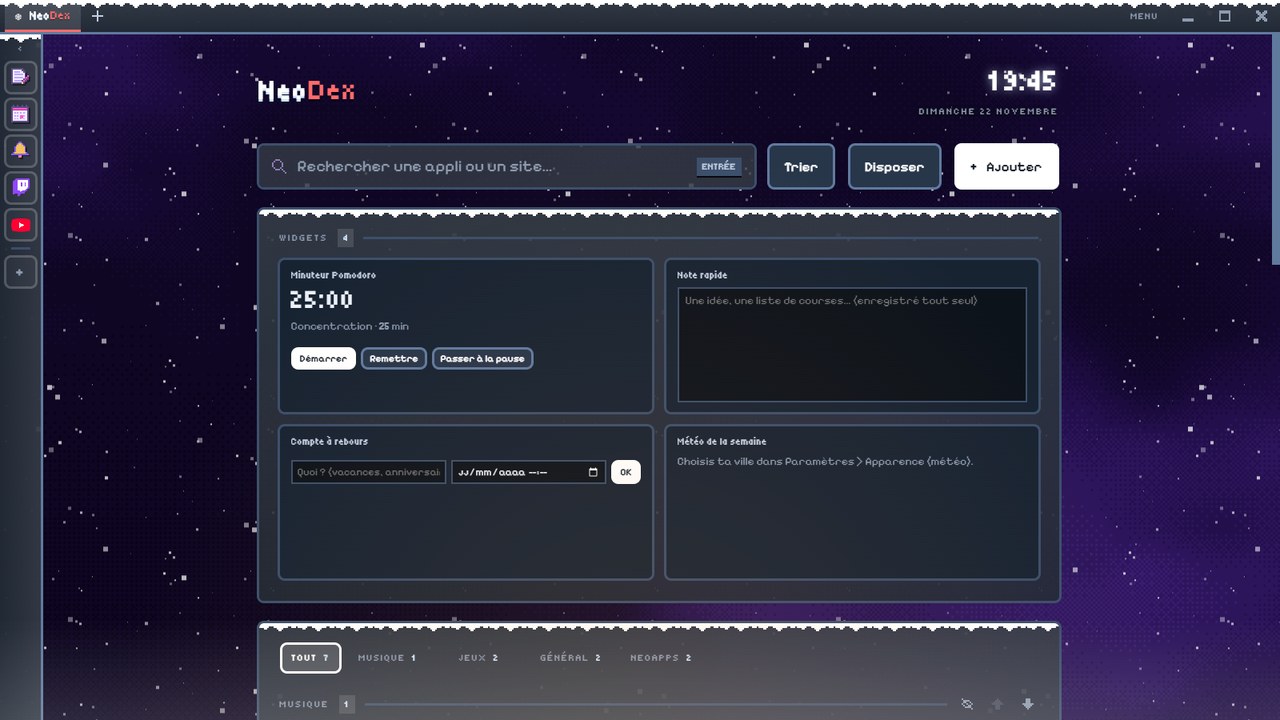 NeoDex
MENU
NeoDex
19:45
DIMANCHE 22 NOVEMBRE
Rechercher une appli ou un site...
ENTRÉE
Trier
Disposer
+ Ajouter
WIDGETS 4
Minuteur Pomodoro
25:00
Concentration · 25 min
Démarrer
Remettre
Passer à la pause
Note rapide
Une idée, une liste de courses... (enregistré tout seul)
Compte à rebours
Quoi ? (vacances, anniversai
jj/mm/aaaa --:--
OK
Météo de la semaine
Choisis ta ville dans Paramètres > Apparence (météo).
TOUT 7
MUSIQUE 1
JEUX 2
GÉNÉRAL 2
NEOAPPS 2
MUSIQUE 1